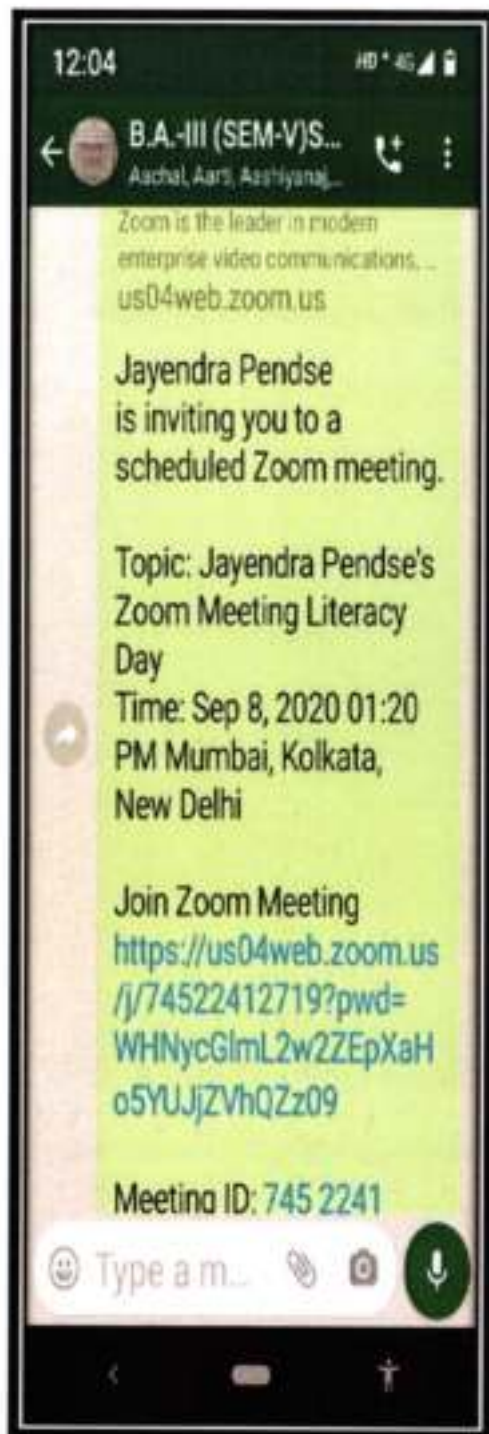 12:04 HD 4G
B.A.-III (SEM-V)S...
Aachal, Aarti, Aashiyanaj,...
Zoom is the leader in modern
enterprise video communications, ...
us04web.zoom.us
Jayendra Pendse
is inviting you to a
scheduled Zoom meeting.
Topic: Jayendra Pendse's
Zoom Meeting Literacy
Day
Time: Sep 8, 2020 01:20
PM Mumbai, Kolkata,
New Delhi
Join Zoom Meeting
https://us04web.zoom.us
/j/74522412719?pwd=
WHNycGlmL2w2ZEpXaH
o5YUJjZVhQZz09
Meeting ID: 745 2241
Type a m...